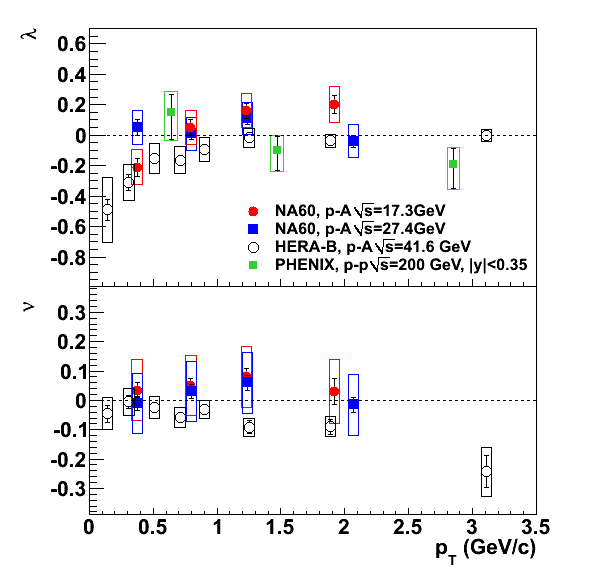 λ
0.6
0.4
0.2
0
-0.2
-0.4
-0.6
-0.8
NA60, p-A√s=17.3GeV
NA60, p-A√s=27.4GeV
HERA-B, p-A√s=41.6 GeV
PHENIX, p-p√s=200 GeV, |y|<0.35
ν
0.3
0.2
0.1
0
-0.1
-0.2
-0.3
0 0.5 1 1.5 2 2.5 3 3.5
p_T (GeV/c)